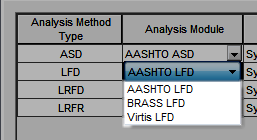 Analysis Method Type Analysis Module
ASD AASHTO ASD Sy
LFD AASHTO LFD Sy
LRFD AASHTO LFD Sy
LRFR BRASS LFD Sy
Virtis LFD